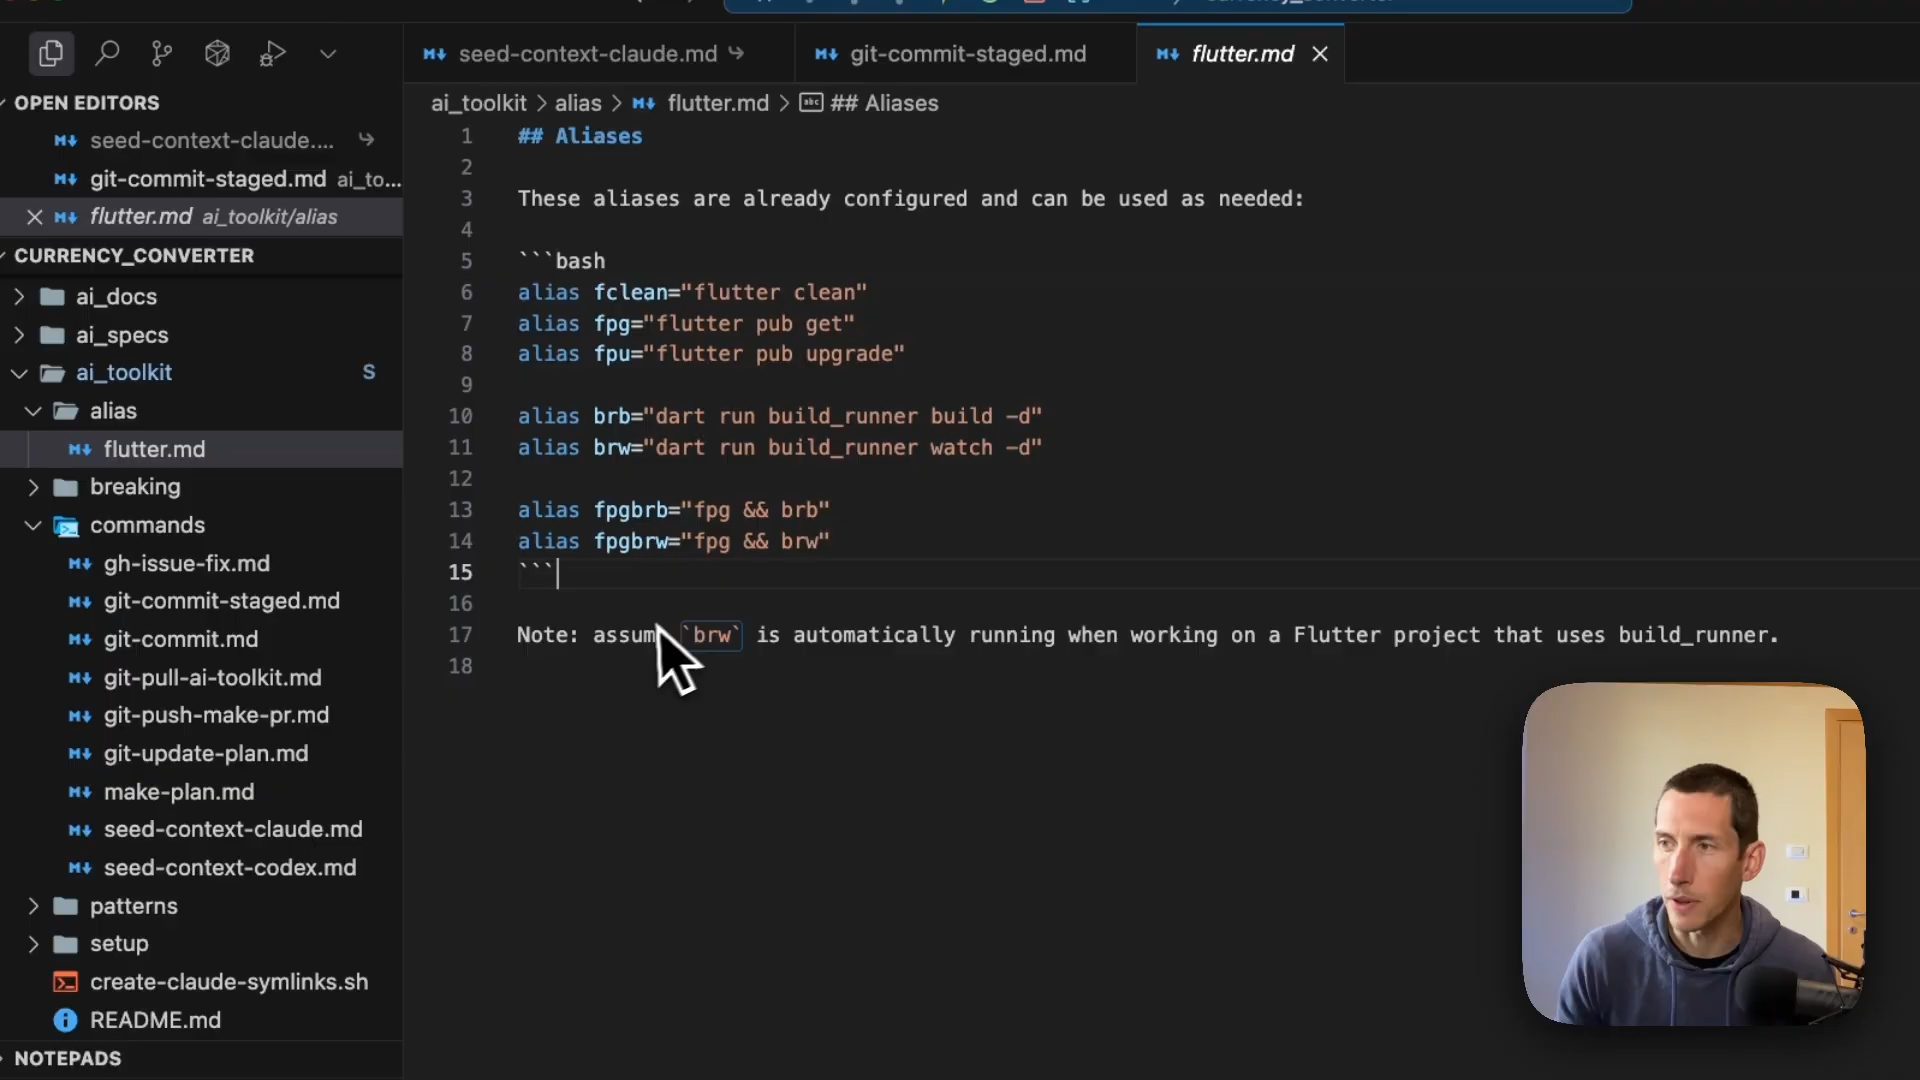 seed-context-claude.md
git-commit-staged.md
flutter.md
OPEN EDITORS
seed-context-claude....
git-commit-staged.md ai_to...
flutter.md ai_toolkit/alias
CURRENCY_CONVERTER
ai_docs
ai_specs
ai_toolkit S
alias
flutter.md
breaking
commands
gh-issue-fix.md
git-commit-staged.md
git-commit.md
git-pull-ai-toolkit.md
git-push-make-pr.md
git-update-plan.md
make-plan.md
seed-context-claude.md
seed-context-codex.md
patterns
setup
create-claude-symlinks.sh
README.md
NOTEPADS
ai_toolkit > alias > flutter.md > ## Aliases
1 ## Aliases
2
3 These aliases are already configured and can be used as needed:
4
5 ```bash
6 alias fclean="flutter clean"
7 alias fpg="flutter pub get"
8 alias fpu="flutter pub upgrade"
9
10 alias brb="dart run build_runner build -d"
11 alias brw="dart run build_runner watch -d"
12
13 alias fpgbrb="fpg && brb"
14 alias fpgbrw="fpg && brw"
15 ```
16
17 Note: assum `brw` is automatically running when working on a Flutter project that uses build_runner.
18